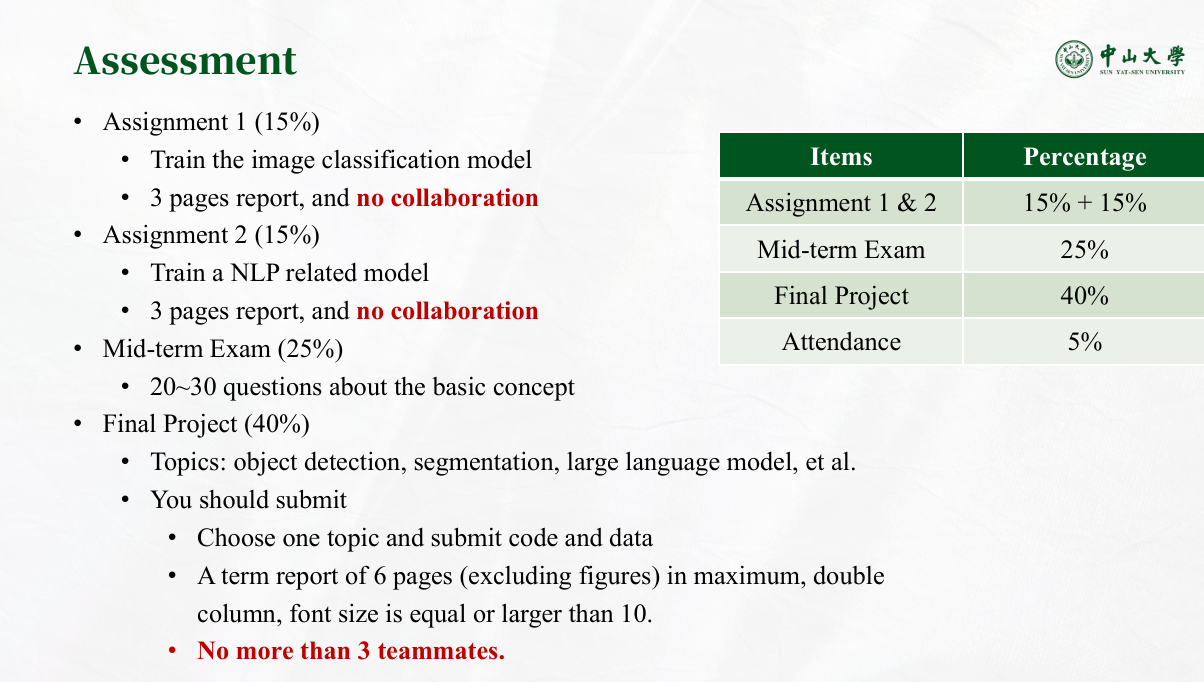 Assessment
中山大學
SUN YAT-SEN UNIVERSITY
• Assignment 1 (15%)
• Train the image classification model
• 3 pages report, and no collaboration
• Assignment 2 (15%)
• Train a NLP related model
• 3 pages report, and no collaboration
• Mid-term Exam (25%)
• 20~30 questions about the basic concept
• Final Project (40%)
• Topics: object detection, segmentation, large language model, et al.
• You should submit
• Choose one topic and submit code and data
• A term report of 6 pages (excluding figures) in maximum, double
column, font size is equal or larger than 10.
• No more than 3 teammates.
Items Percentage
Assignment 1 & 2 15% + 15%
Mid-term Exam 25%
Final Project 40%
Attendance 5%